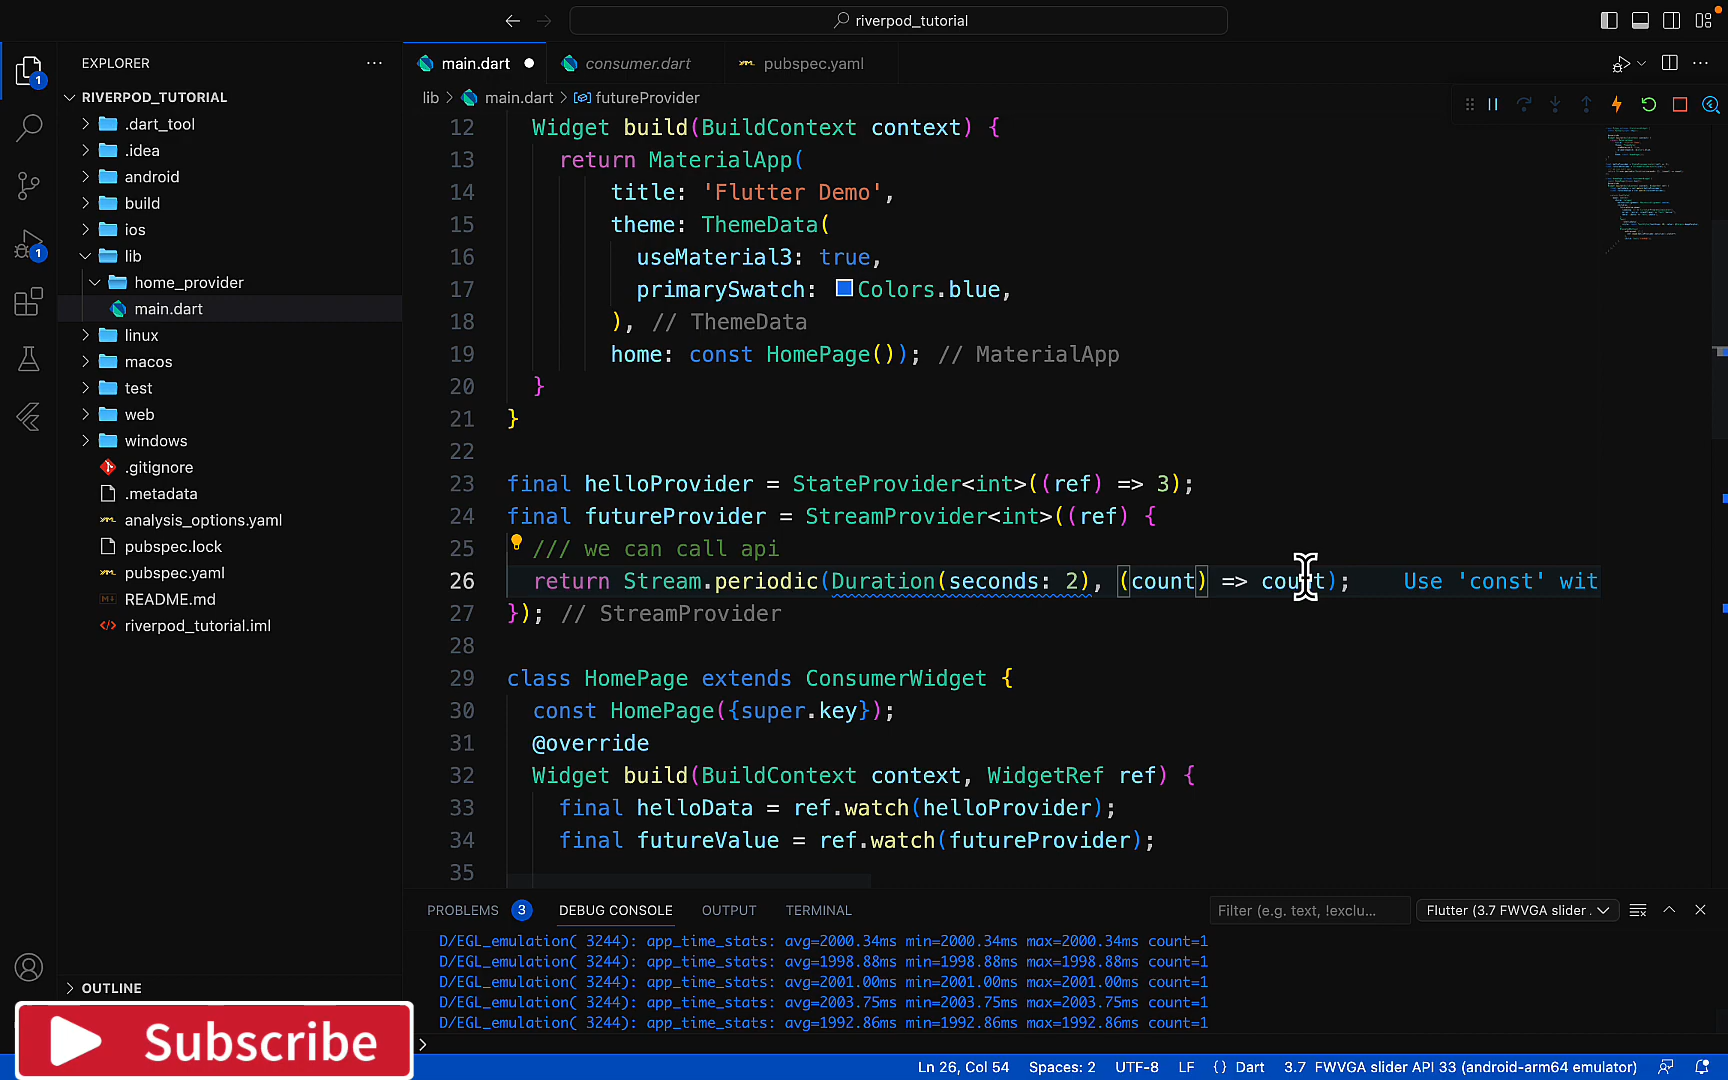 riverpod_tutorial
EXPLORER
RIVERPOD_TUTORIAL
.dart_tool
.idea
android
build
ios
lib
home_provider
main.dart
linux
macos
test
web
windows
.gitignore
.metadata
analysis_options.yaml
pubspec.lock
pubspec.yaml
README.md
riverpod_tutorial.iml
OUTLINE
1
1
main.dart
consumer.dart
pubspec.yaml
lib > main.dart > futureProvider
12 Widget build(BuildContext context) {
13 return MaterialApp(
14 title: 'Flutter Demo',
15 theme: ThemeData(
16 useMaterial3: true,
17 primarySwatch: Colors.blue,
18 ), // ThemeData
19 home: const HomePage()); // MaterialApp
20 }
21 }
22
23 final helloProvider = StateProvider<int>((ref) => 3);
24 final futureProvider = StreamProvider<int>((ref) {
25 /// we can call api
26 return Stream.periodic(Duration(seconds: 2), (count) => count); Use 'const' wit
27 }); // StreamProvider
28
29 class HomePage extends ConsumerWidget {
30 const HomePage({super.key});
31 @override
32 Widget build(BuildContext context, WidgetRef ref) {
33 final helloData = ref.watch(helloProvider);
34 final futureValue = ref.watch(futureProvider);
35
PROBLEMS 3 DEBUG CONSOLE OUTPUT TERMINAL
Filter (e.g. text, !exclu...
Flutter (3.7 FWVGA slider .
D/EGL_emulation( 3244): app_time_stats: avg=2000.34ms min=2000.34ms max=2000.34ms count=1
D/EGL_emulation( 3244): app_time_stats: avg=1998.88ms min=1998.88ms max=1998.88ms count=1
D/EGL_emulation( 3244): app_time_stats: avg=2001.00ms min=2001.00ms max=2001.00ms count=1
D/EGL_emulation( 3244): app_time_stats: avg=2003.75ms min=2003.75ms max=2003.75ms count=1
D/EGL_emulation( 3244): app_time_stats: avg=1992.86ms min=1992.86ms max=1992.86ms count=1
Subscribe
Ln 26, Col 54 Spaces: 2 UTF-8 LF {} Dart 3.7 FWVGA slider API 33 (android-arm64 emulator)